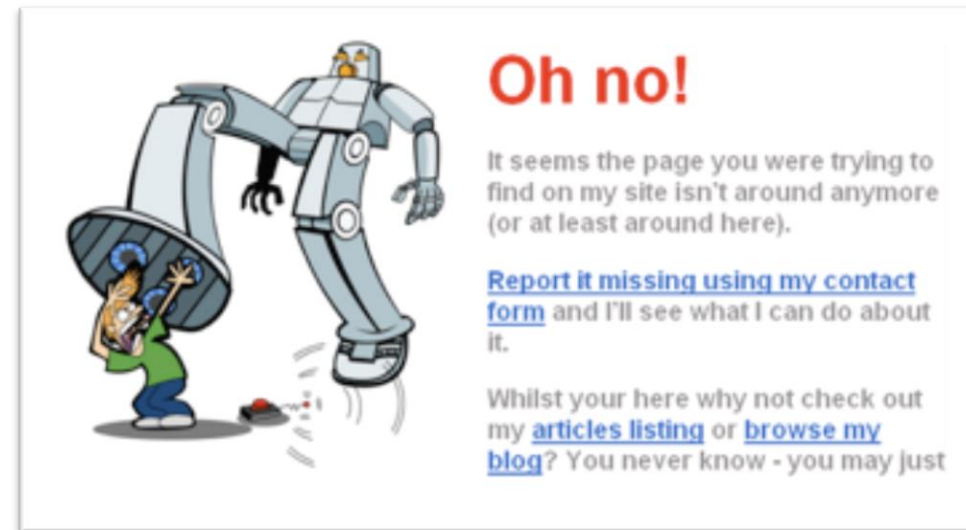 Oh no!
It seems the page you were trying to
find on my site isn't around anymore
(or at least around here).
Report it missing using my contact
form and I'll see what I can do about
it.
Whilst your here why not check out
my articles listing or browse my
blog? You never know - you may just